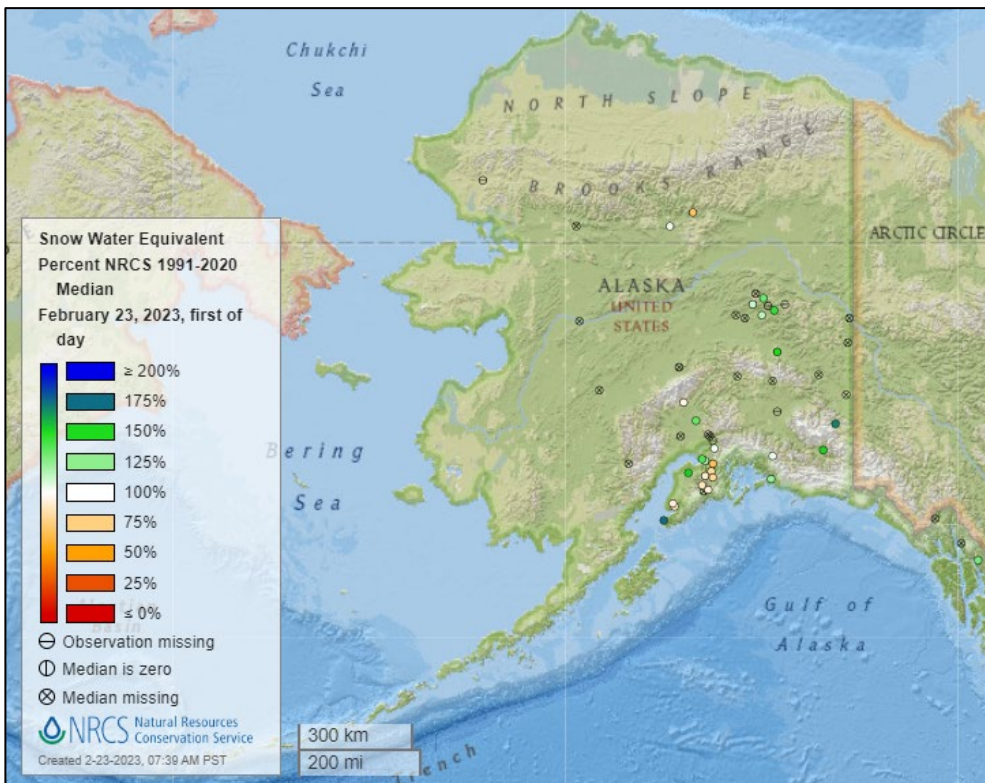 Chukchi
Sea
NORTH SLOPE
BROOKS RANGE
ARCTIC CIRCLE
ALASKA
UNITED
STATES
Bering
Sea
Gulf of
Alaska
Trench
Basin
Snow Water Equivalent
Percent NRCS 1991-2020
Median
February 23, 2023, first of
day
≥ 200%
175%
150%
125%
100%
75%
50%
25%
≤ 0%
Observation missing
Median is zero
Median missing
NRCS Natural Resources
Conservation Service
Created 2-23-2023, 07:39 AM PST
300 km
200 mi